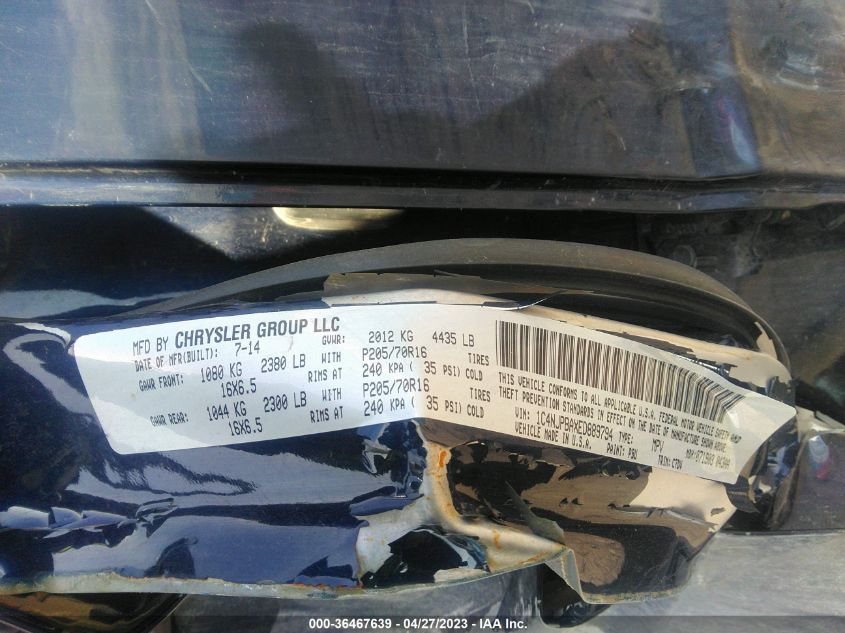 MFD BY CHRYSLER GROUP LLC
DATE OF MFR(BUILT): 7-14 GVWR: 2012 KG 4435 LB
GAWR FRONT: 1080 KG 2380 LB WITH P205/70R16 TIRES
16X6.5 RIMS AT 240 KPA ( 35 PSI) COLD
GAWR REAR: 1044 KG 2300 LB WITH P205/70R16 TIRES
16X6.5 RIMS AT 240 KPA ( 35 PSI) COLD
THIS VEHICLE CONFORMS TO ALL APPLICABLE U.S.A. FEDERAL MOTOR VEHICLE SAFETY AND
THEFT PREVENTION STANDARDS IN EFFECT ON THE DATE OF MANUFACTURE SHOWN ABOVE.
VIN: 1C4NJPBAXED889784 TYPE: MPV
VEHICLE MADE IN U.S.A. PAINT: PBU TRIM:
000-36467639 - 04/27/2023 - IAA Inc.